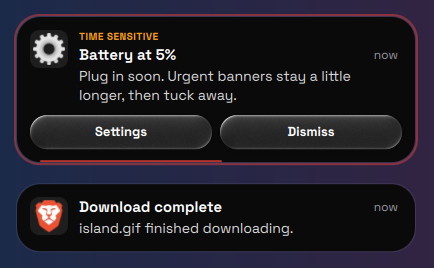 TIME SENSITIVE
Battery at 5%
now
Plug in soon. Urgent banners stay a little
longer, then tuck away.
Settings
Dismiss
Download complete
now
island.gif finished downloading.